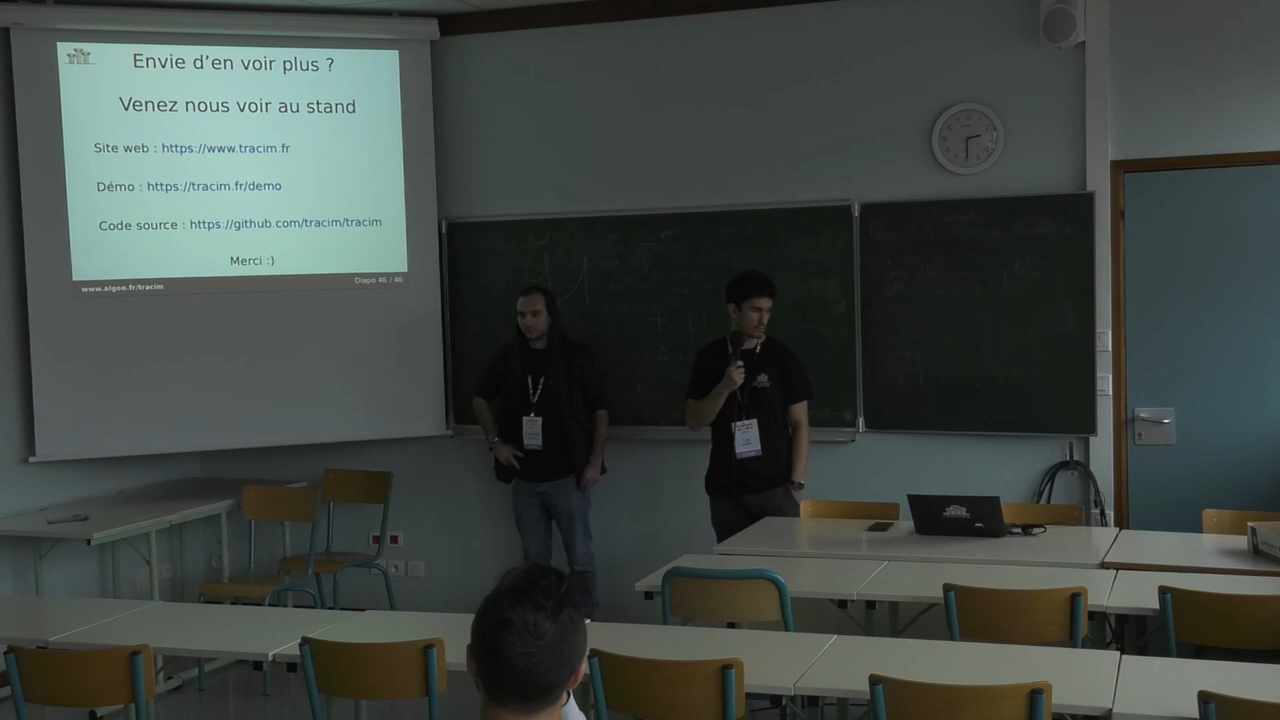 Envie d'en voir plus ?
Venez nous voir au stand
Site web : https://www.tracim.fr
Démo : https://tracim.fr/demo
Code source : https://github.com/tracim/tracim
Merci :)
www.algoo.fr/tracim
Diapo 46 / 46